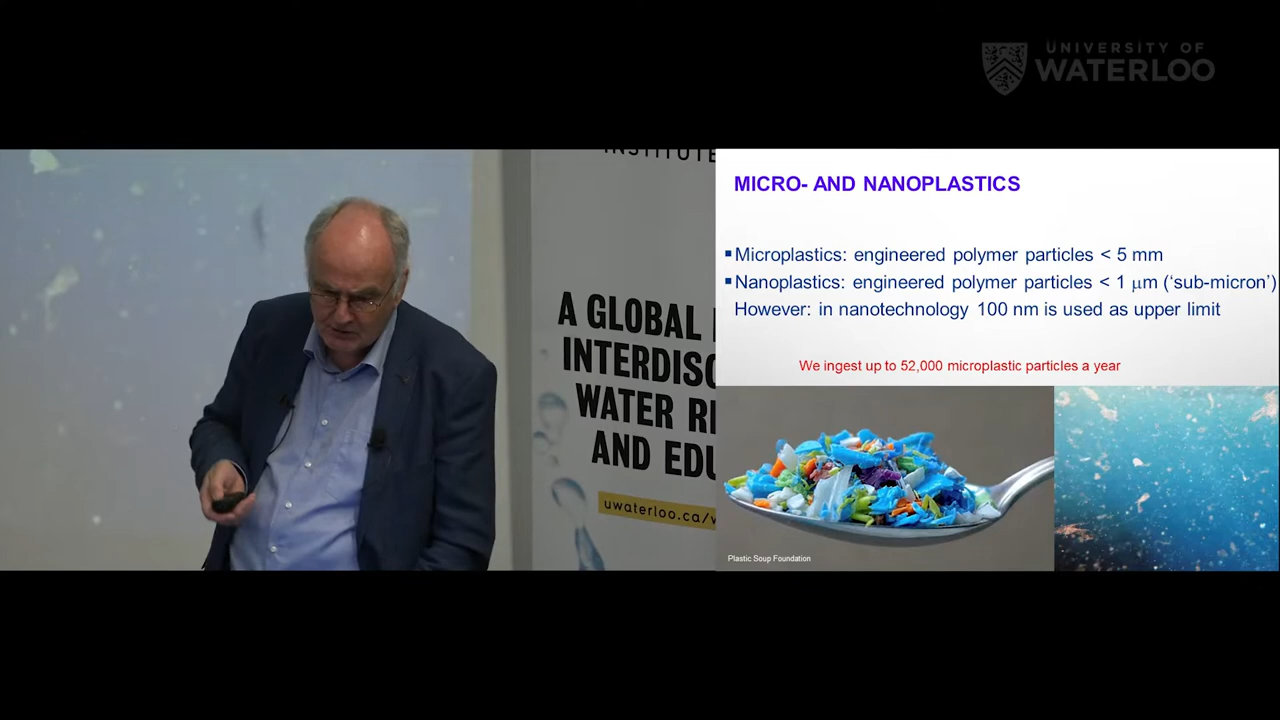 UNIVERSITY OF
WATERLOO
INSTITUTE
A GLOBAL
INTERDISC
WATER
AND EDU
uwaterloo.ca/
MICRO- AND NANOPLASTICS
▪Microplastics: engineered polymer particles < 5 mm
▪Nanoplastics: engineered polymer particles < 1 μm (‘sub-micron’)
However: in nanotechnology 100 nm is used as upper limit
We ingest up to 52,000 microplastic particles a year
Plastic Soup Foundation